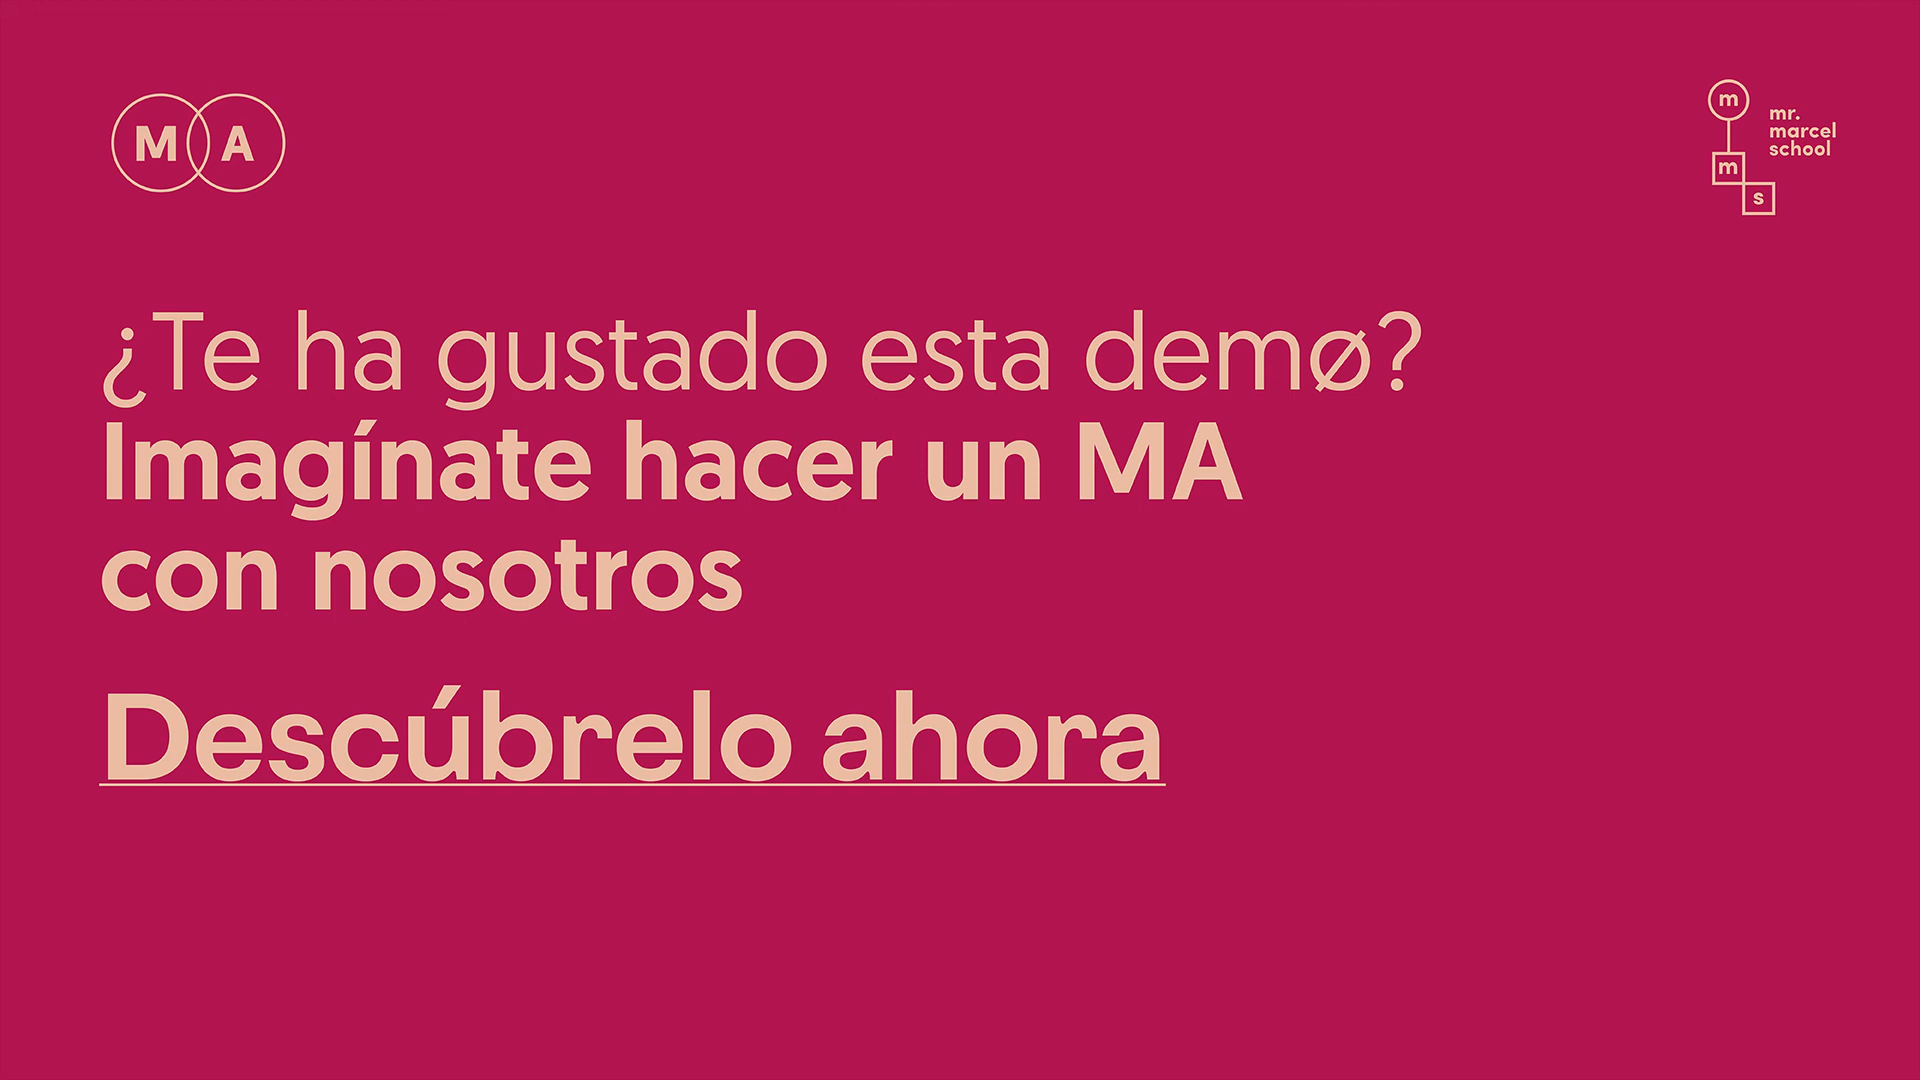 M A
m
m
s
mr.
marcel
school
¿Te ha gustado esta demø?
Imagínate hacer un MA
con nosotros
Descúbrelo ahora